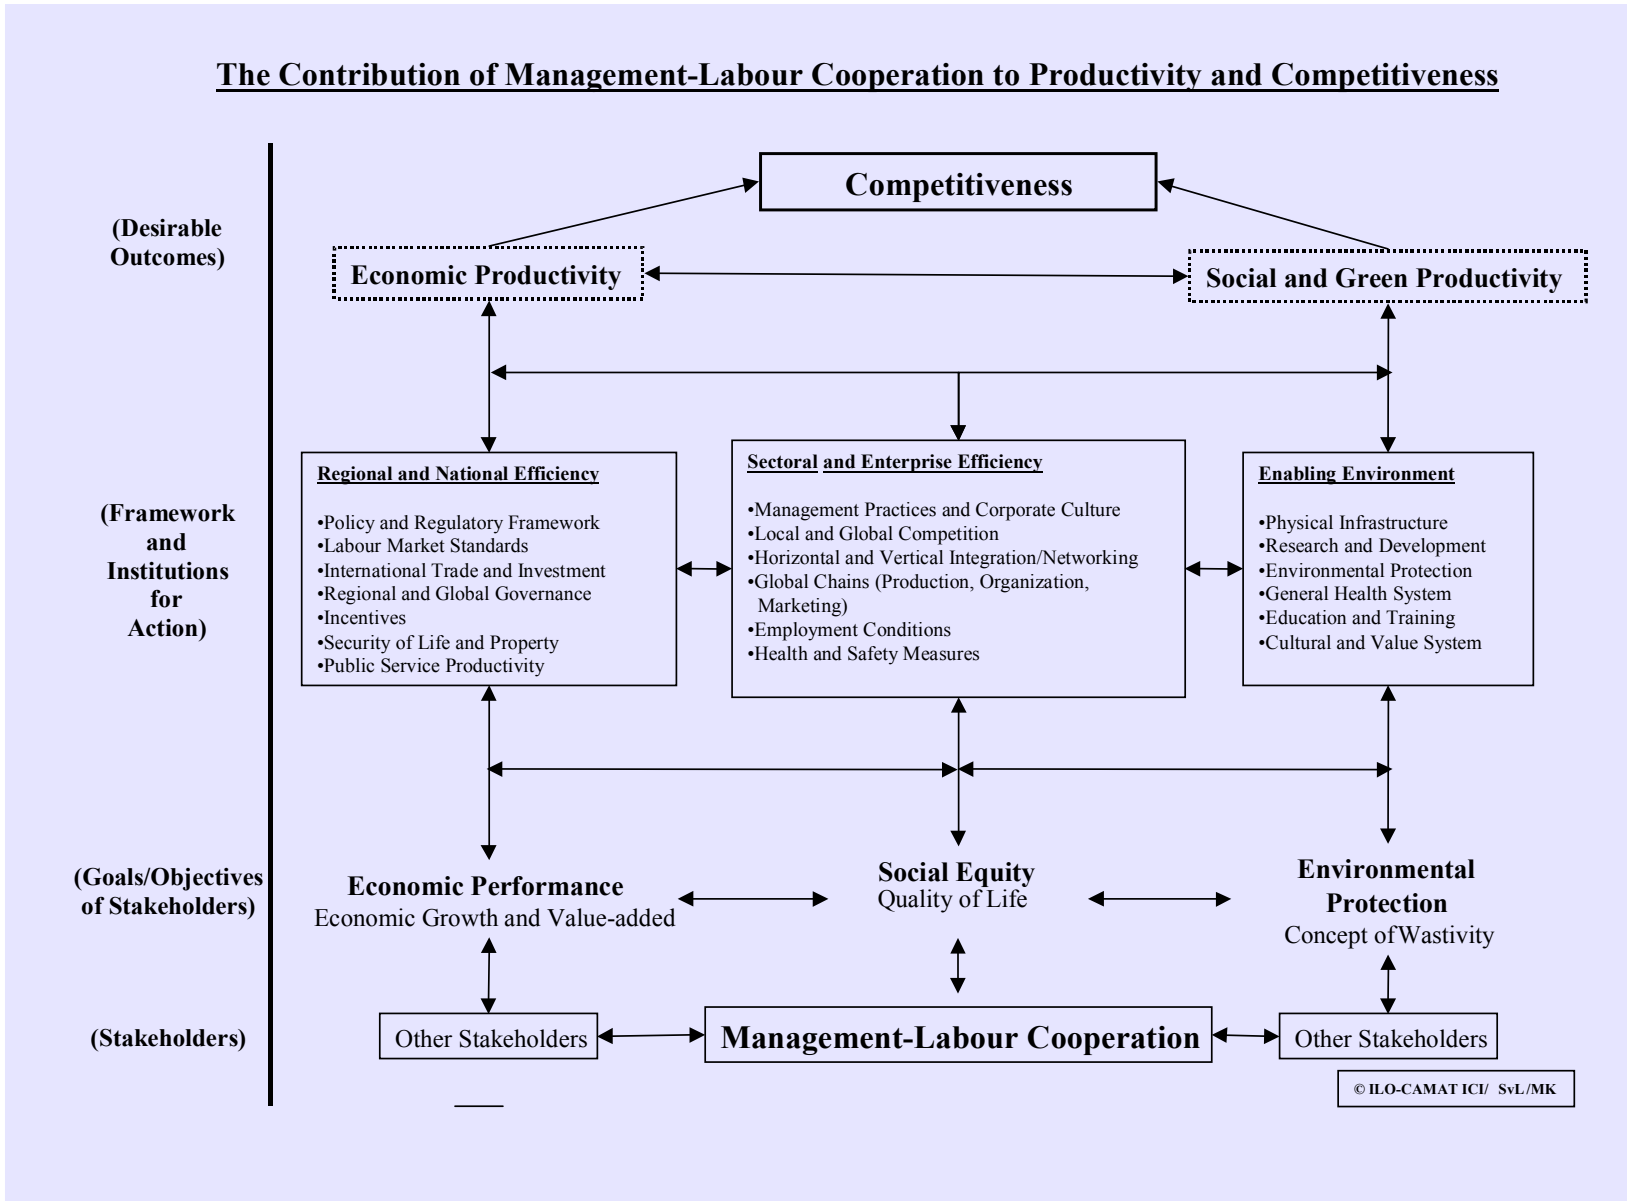 The Contribution of Management-Labour Cooperation to Productivity and Competitiveness
(Desirable
Outcomes)
Competitiveness
Economic Productivity
Social and Green Productivity
(Framework
and
Institutions
for
Action)
Regional and National Efficiency
•Policy and Regulatory Framework
•Labour Market Standards
•International Trade and Investment
•Regional and Global Governance
•Incentives
•Security of Life and Property
•Public Service Productivity
Sectoral and Enterprise Efficiency
•Management Practices and Corporate Culture
•Local and Global Competition
•Horizontal and Vertical Integration/Networking
•Global Chains (Production, Organization,
Marketing)
•Employment Conditions
•Health and Safety Measures
Enabling Environment
•Physical Infrastructure
•Research and Development
•Environmental Protection
•General Health System
•Education and Training
•Cultural and Value System
(Goals/Objectives
of Stakeholders)
Economic Performance
Economic Growth and Value-added
Social Equity
Quality of Life
Environmental
Protection
Concept of Wastivity
(Stakeholders)
Other Stakeholders
Management-Labour Cooperation
Other Stakeholders
© ILO-CAMAT ICI/ SvL/MK